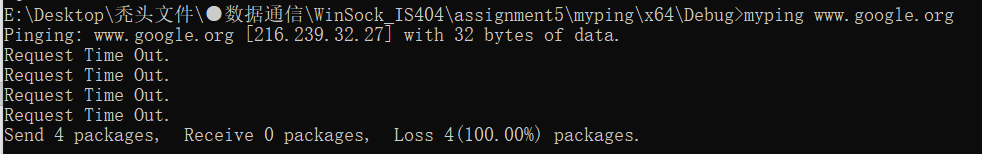 E:\Desktop\秃头文件\●数据通信\WinSock_IS404\assignment5\myping\x64\Debug>myping www.google.org
Pinging: www.google.org [216.239.32.27] with 32 bytes of data.
Request Time Out.
Request Time Out.
Request Time Out.
Request Time Out.
Send 4 packages,  Receive 0 packages,  Loss 4(100.00%) packages.